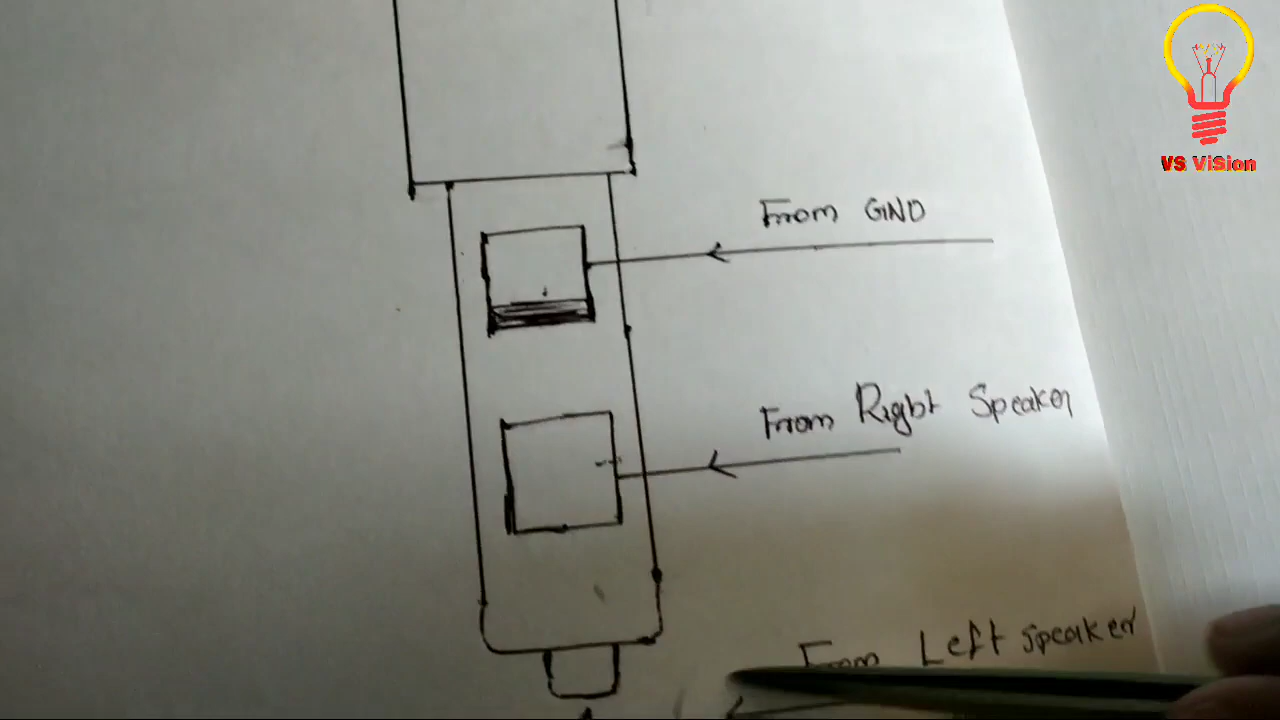 VS ViSion
From GND
From Right Speaker
From Left Speaker